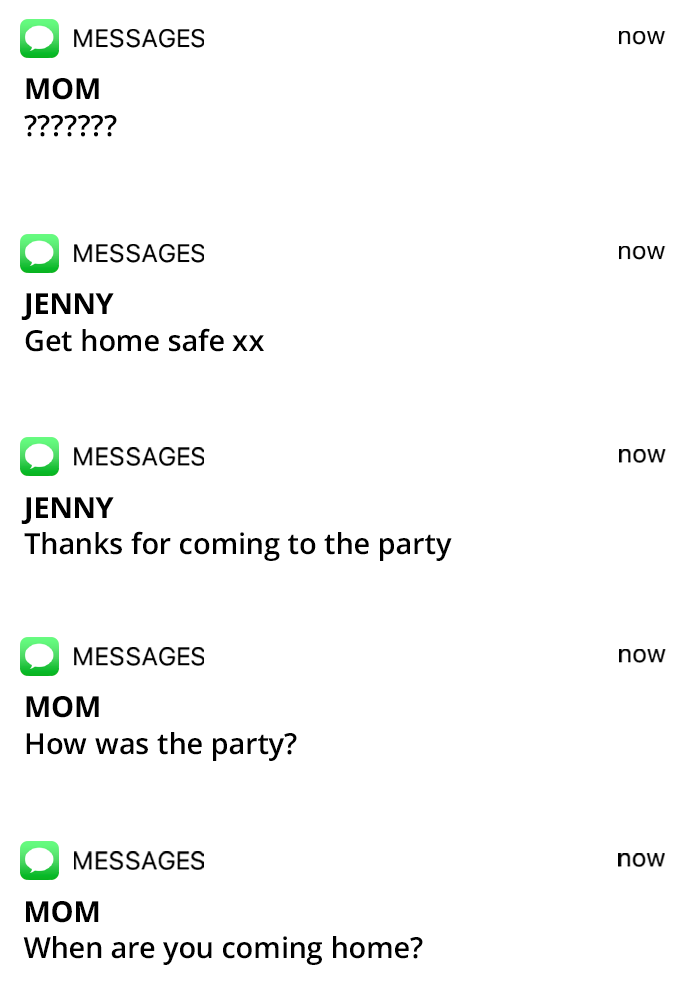 MESSAGES now
MOM
???????
MESSAGES now
JENNY
Get home safe xx
MESSAGES now
JENNY
Thanks for coming to the party
MESSAGES now
MOM
How was the party?
MESSAGES now
MOM
When are you coming home?